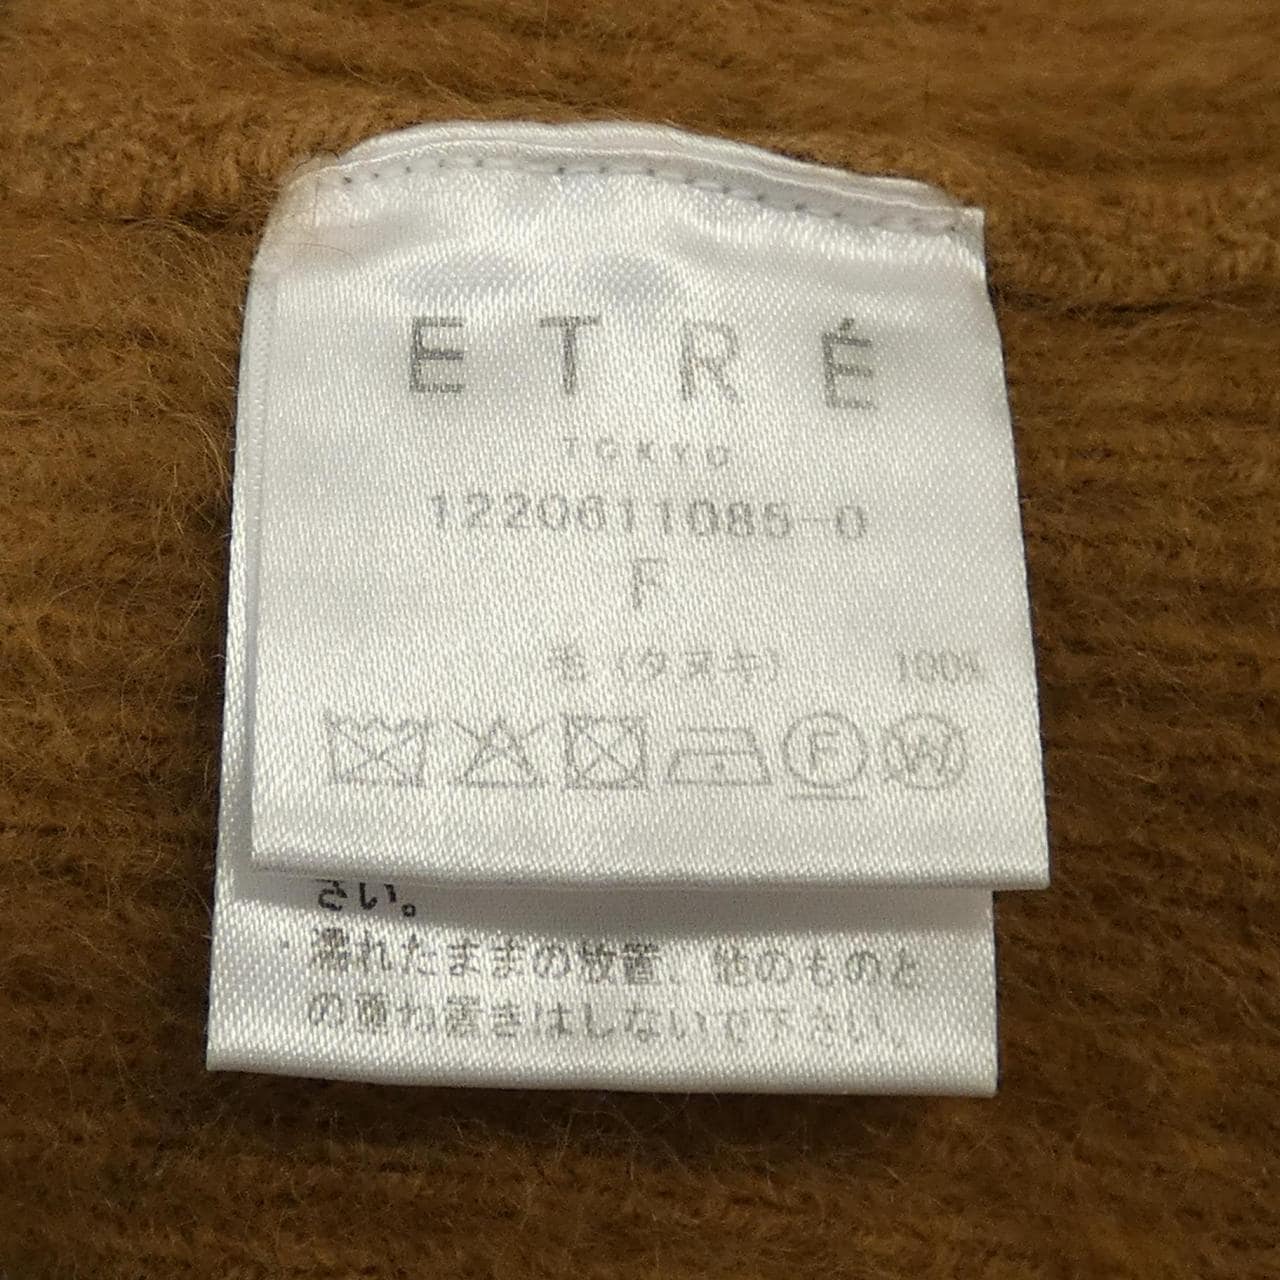 ETRÉ
TOKYO
1220611085-0
F
毛(タヌキ) 100%
F W
さい。
・濡れたままの放置、他のものと
の重ね置きはしないで下さい